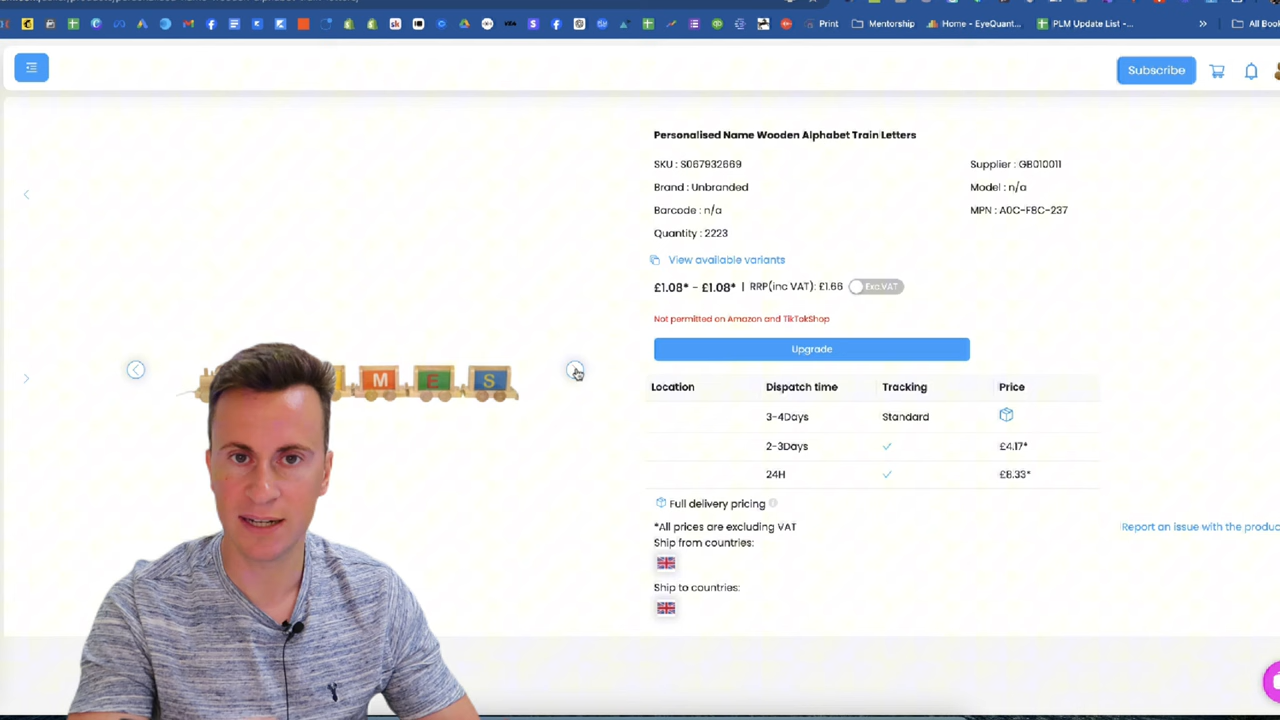 Print
Mentorship
Home - EyeQuant...
PLM Update List -...
»
All Boo
Subscribe
Personalised Name Wooden Alphabet Train Letters
SKU : S067932669
Supplier : GB010011
Brand : Unbranded
Model : n/a
Barcode : n/a
MPN : A0C-F8C-237
Quantity : 2223
View available variants
£1.08* - £1.08* | RRP(inc VAT): £1.66 Exc.VAT
Not permitted on Amazon and TikTokShop
Upgrade
Location Dispatch time Tracking Price
3-4Days Standard
2-3Days £4.17*
24H £8.33*
Full delivery pricing
*All prices are excluding VAT
Report an issue with the produc
Ship from countries:
Ship to countries:
M E S